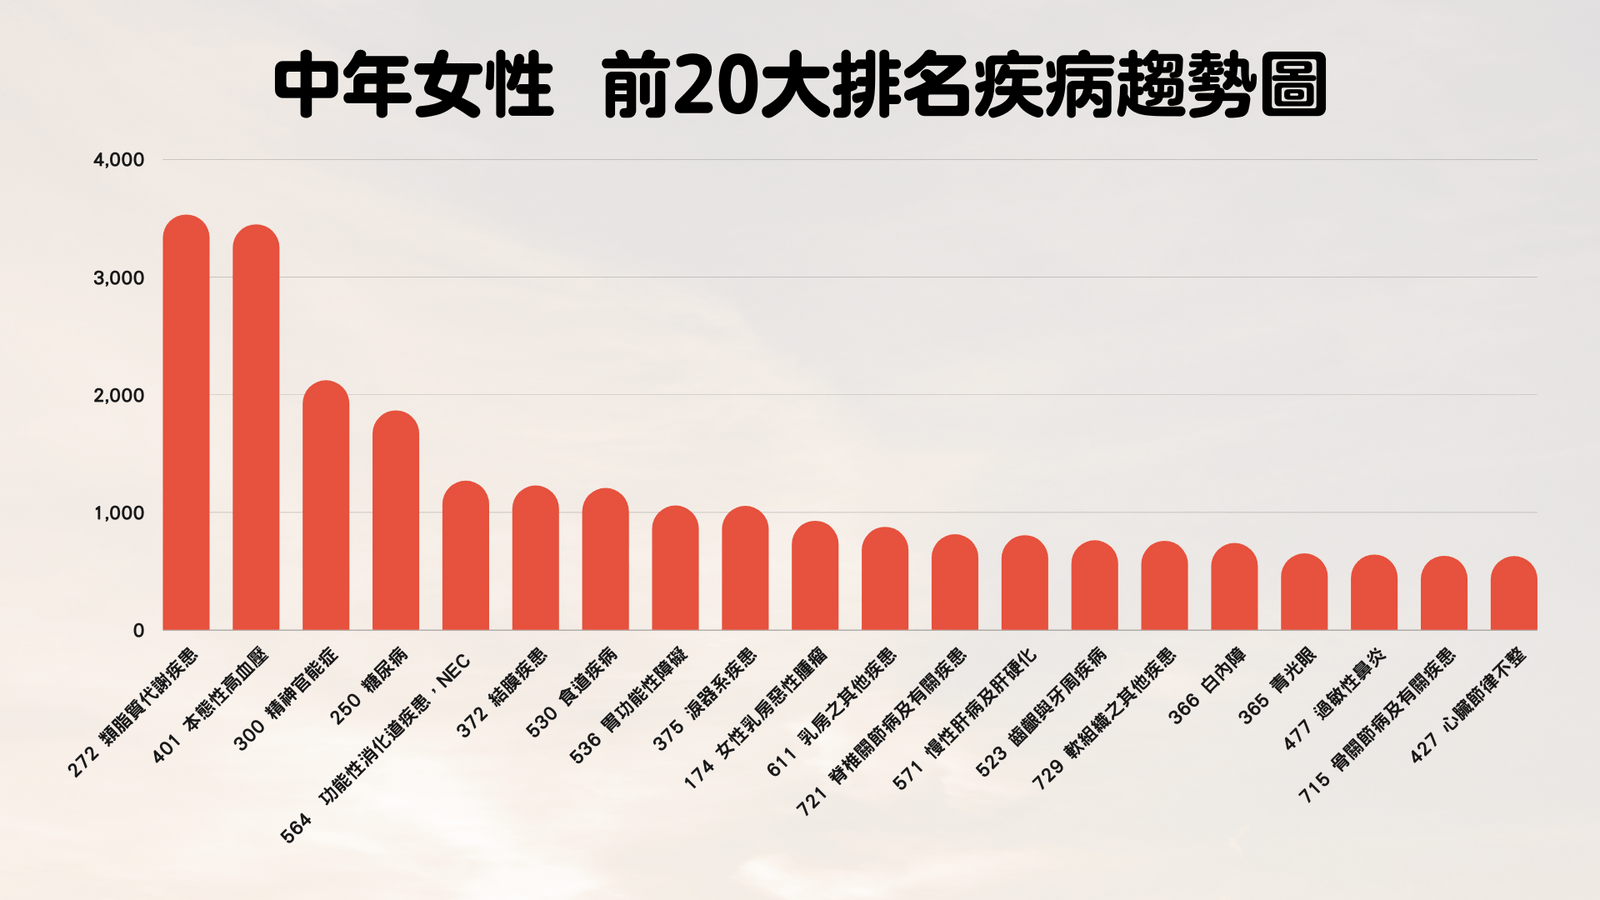 中年女性 前20大排名疾病趨勢圖
4,000
3,000
2,000
1,000
0
272 類脂質代謝疾患
401 本態性高血壓
300 精神官能症
250 糖尿病
564 功能性消化道疾患，NEC
372 結膜疾患
530 食道疾病
536 胃功能性障礙
375 淚器系疾患
174 女性乳房惡性腫瘤
611 乳房之其他疾患
721 脊椎關節病及有關疾患
571 慢性肝病及肝硬化
523 齒齦與牙周疾病
729 軟組織之其他疾患
366 白內障
365 青光眼
477 過敏性鼻炎
715 骨關節病及有關疾患
427 心臟節律不整